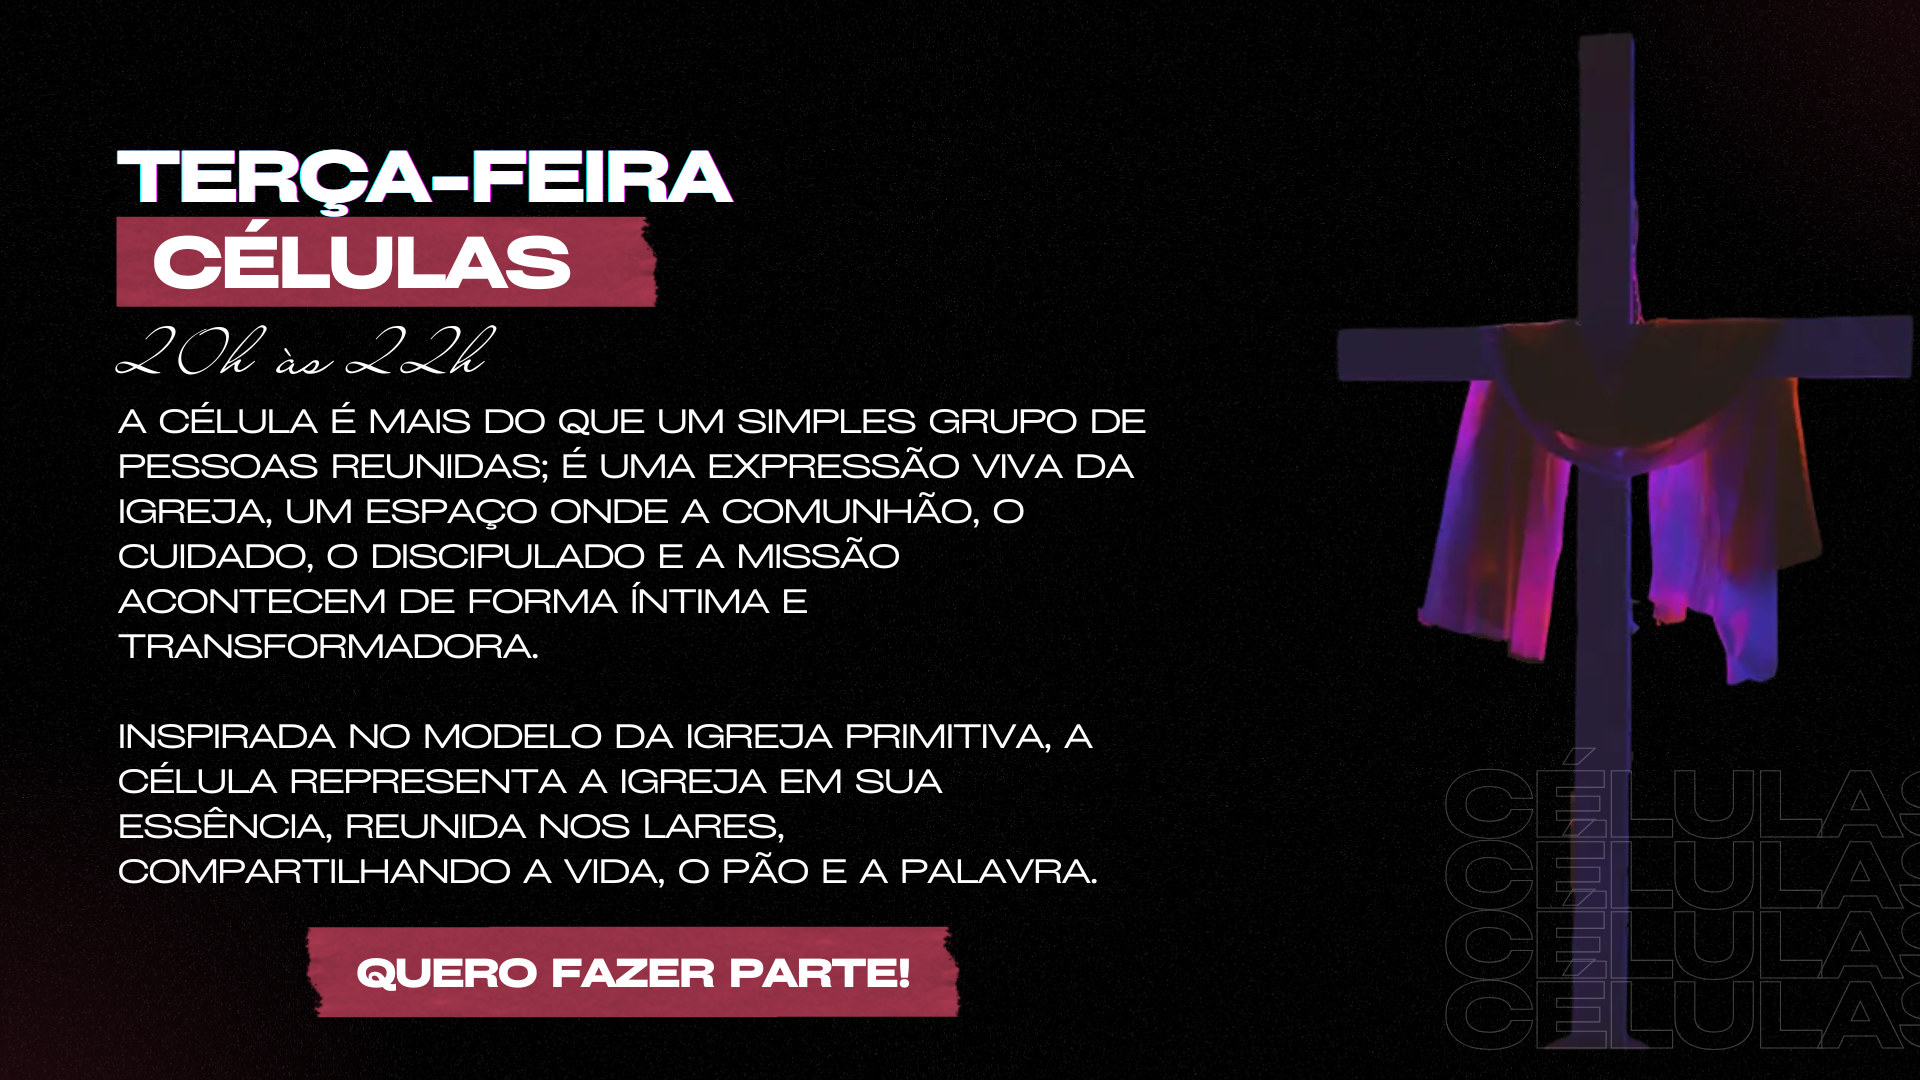 TERÇA-FEIRA
CÉLULAS
20h às 22h
A CÉLULA É MAIS DO QUE UM SIMPLES GRUPO DE
PESSOAS REUNIDAS; É UMA EXPRESSÃO VIVA DA
IGREJA, UM ESPAÇO ONDE A COMUNHÃO, O
CUIDADO, O DISCIPULADO E A MISSÃO
ACONTECEM DE FORMA ÍNTIMA E
TRANSFORMADORA.
INSPIRADA NO MODELO DA IGREJA PRIMITIVA, A
CÉLULA REPRESENTA A IGREJA EM SUA
ESSÊNCIA, REUNIDA NOS LARES,
COMPARTILHANDO A VIDA, O PÃO E A PALAVRA.
QUERO FAZER PARTE!
CÉLULAS
CÉLULAS
CÉLULAS
CÉLULAS